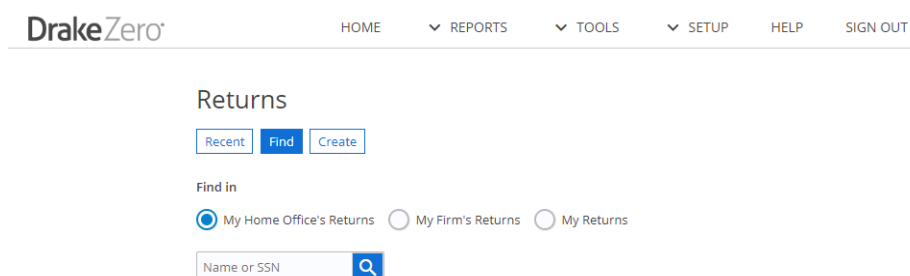 DrakeZero HOME REPORTS TOOLS SETUP HELP SIGN OUT
Returns
Recent Find Create
Find in
My Home Office's Returns My Firm's Returns My Returns
Name or SSN